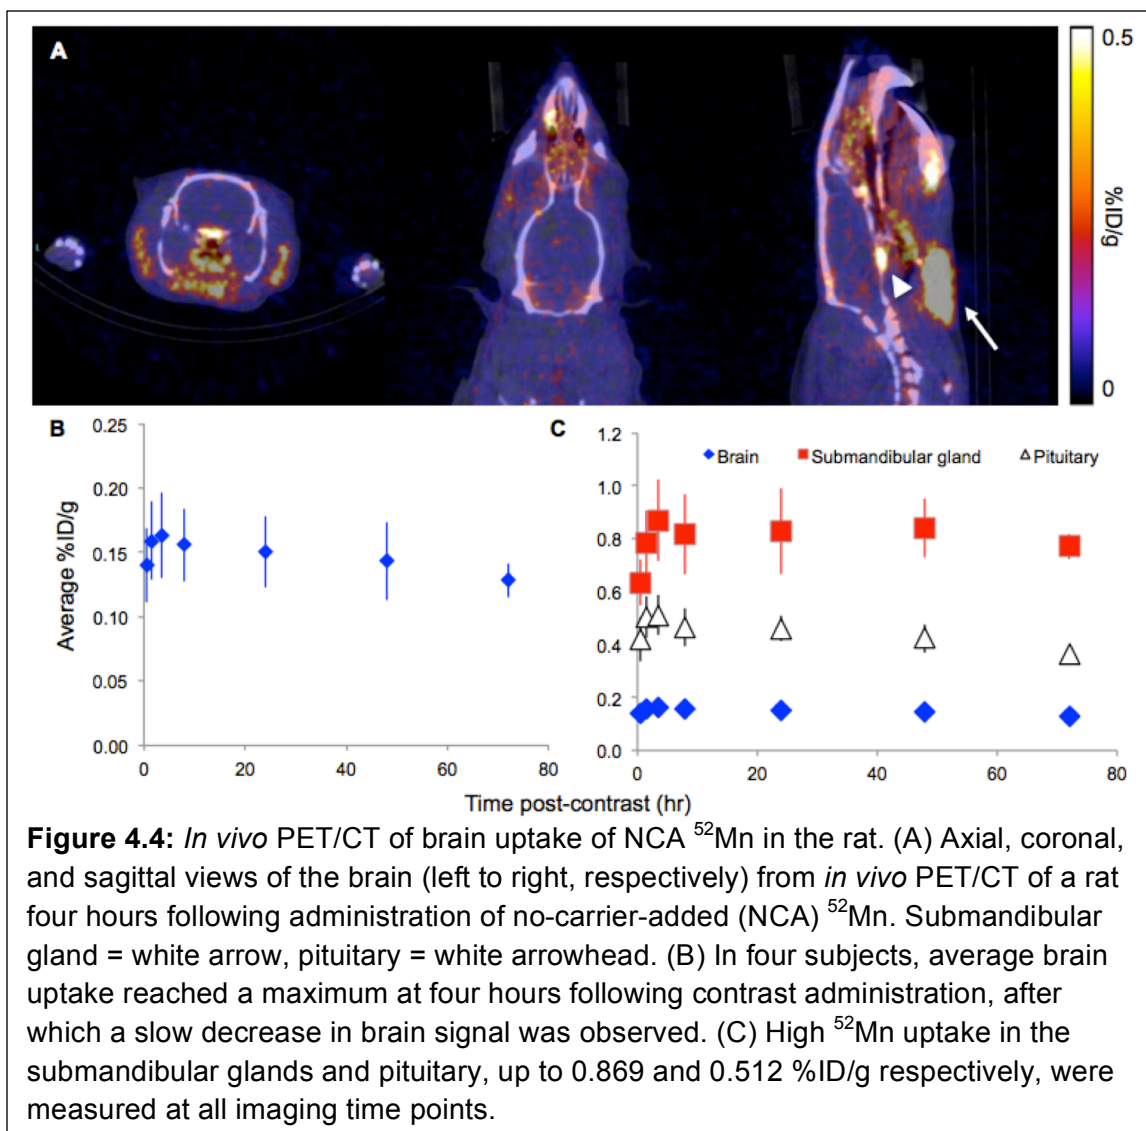 A
0.5
%ID/g
0
B
0.25
0.20
0.15
0.10
0.05
0.00
Average %ID/g
0 20 40 60 80
C
1.2
1.0
0.8
0.6
0.4
0.2
0.0
Brain Submandibular gland Pituitary
0 20 40 60 80
Time post-contrast (hr)
Figure 4.4: In vivo PET/CT of brain uptake of NCA ⁵²Mn in the rat. (A) Axial, coronal,
and sagittal views of the brain (left to right, respectively) from in vivo PET/CT of a rat
four hours following administration of no-carrier-added (NCA) ⁵²Mn. Submandibular
gland = white arrow, pituitary = white arrowhead. (B) In four subjects, average brain
uptake reached a maximum at four hours following contrast administration, after
which a slow decrease in brain signal was observed. (C) High ⁵²Mn uptake in the
submandibular glands and pituitary, up to 0.869 and 0.512 %ID/g respectively, were
measured at all imaging time points.